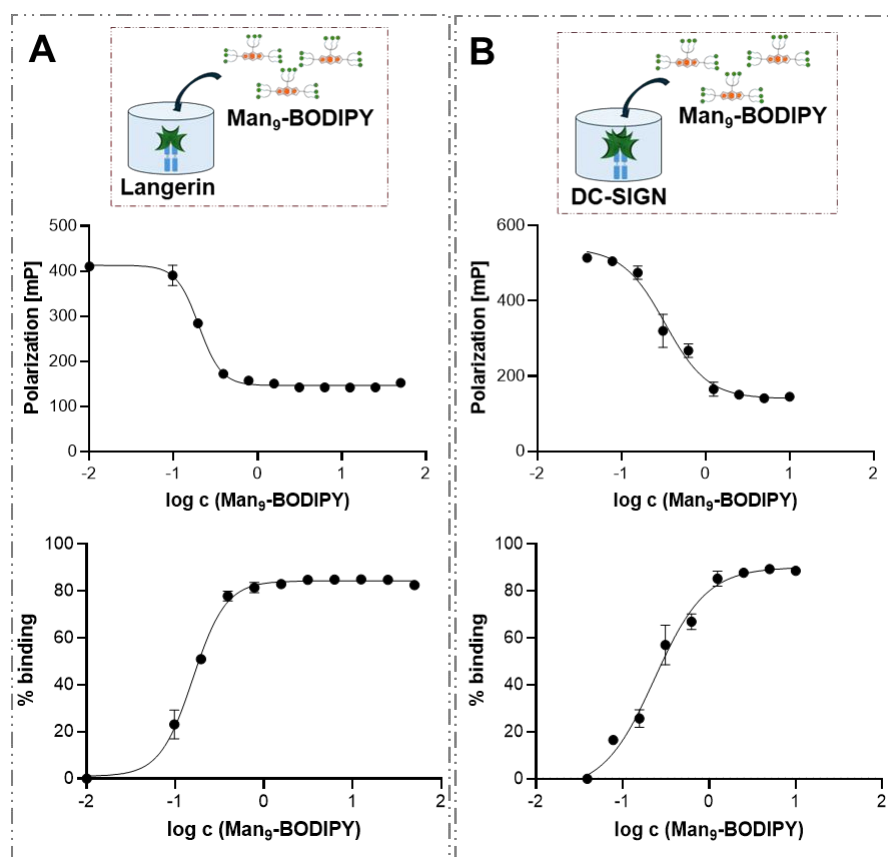 A
Man₉-BODIPY
Langerin
500
400
300
200
100
0
Polarization [mP]
-2 -1 0 1 2
log c (Man₉-BODIPY)
100
80
60
40
20
0
% binding
-2 -1 0 1 2
log c (Man₉-BODIPY)
B
Man₉-BODIPY
DC-SIGN
600
400
200
0
Polarization [mP]
-2 -1 0 1 2
log c (Man₉-BODIPY)
100
80
60
40
20
0
% binding
-2 -1 0 1 2
log c (Man₉-BODIPY)